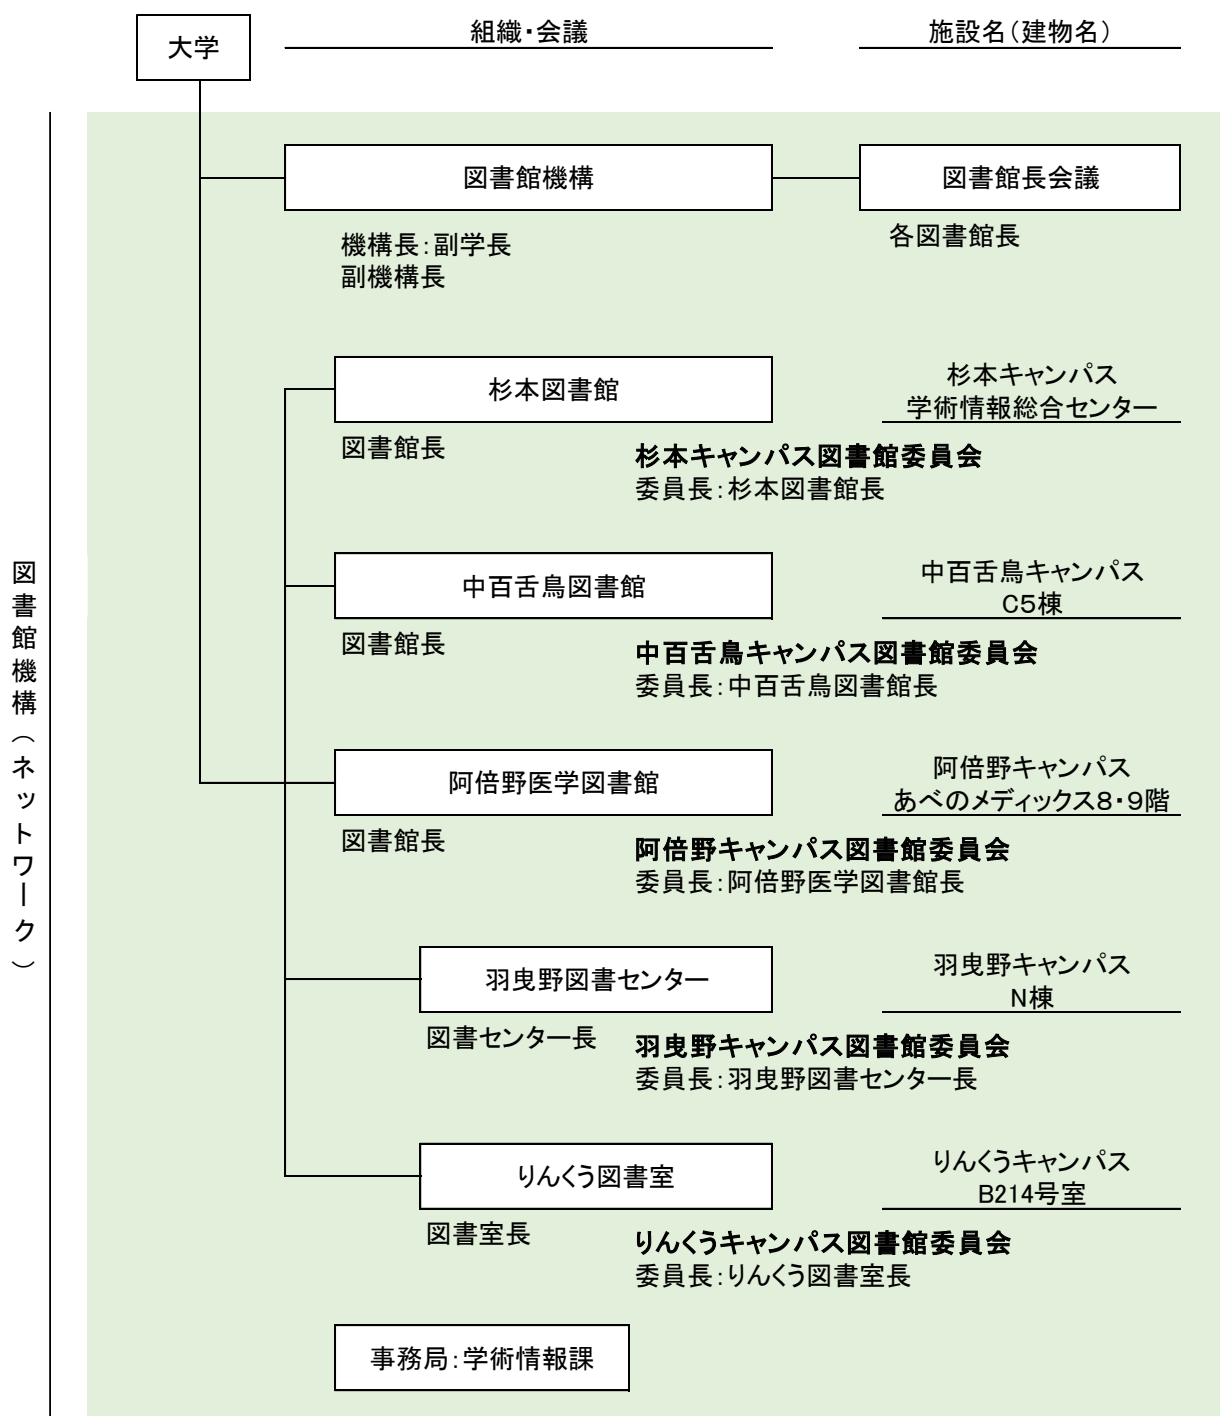 大学
組織・会議
施設名（建物名）
図書館機構
図書館長会議
機構長：副学長
副機構長
各図書館長
杉本図書館
杉本キャンパス
学術情報総合センター
図書館長
杉本キャンパス図書館委員会
委員長：杉本図書館長
中百舌鳥図書館
中百舌鳥キャンパス
C5棟
図書館長
中百舌鳥キャンパス図書館委員会
委員長：中百舌鳥図書館長
阿倍野医学図書館
阿倍野キャンパス
あべのメディックス8・9階
図書館長
阿倍野キャンパス図書館委員会
委員長：阿倍野医学図書館長
羽曳野図書センター
羽曳野キャンパス
N棟
図書センター長
羽曳野キャンパス図書館委員会
委員長：羽曳野図書センター長
りんくう図書室
りんくうキャンパス
B214号室
図書室長
りんくうキャンパス図書館委員会
委員長：りんくう図書室長
事務局：学術情報課
図書館機構（ネットワーク）